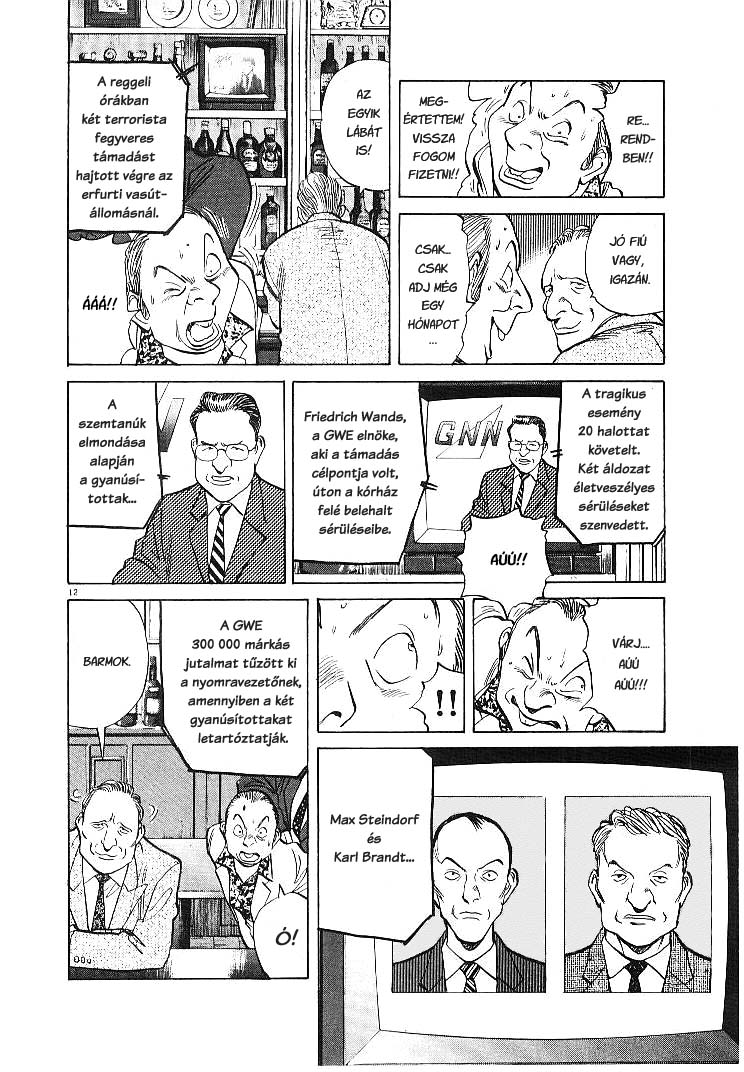 RE...
REND-
BEN!!
MEG-
ÉRTETTEM!
VISSZA
FOGOM
FIZETNI!!
JÓ FIÚ
VAGY,
IGAZÁN.
CSAK..
CSAK
ADJ MÉG
EGY
HÓNAPOT
...
AZ
EGYIK
LÁBÁT
IS!
A reggeli
órákban
két terrorista
fegyveres
támadást
hajtott végre az
erfurti vasút-
állomásnál.
ÁÁÁ!!
A tragikus
esemény
20 halottat
követelt.
Két áldozat
életveszélyes
sérüléseket
szenvedett.
GNN
Friedrich Wands,
a GWE elnöke,
aki a támadás
célpontja volt,
úton a kórház
felé belehalt
sérüléseibe.
AÚÚ!!
A
szemtanúk
elmondása
alapján
a gyanúsí-
tottak...
12
VÁRJ....
AÚÚ
AÚÚ!!!
!!
Max Steindorf
és
Karl Brandt...
A GWE
300 000 márkás
jutalmat tűzött ki
a nyomravezetőnek,
amennyiben a két
gyanúsítottakat
letartóztatják.
Ó!
BARMOK.